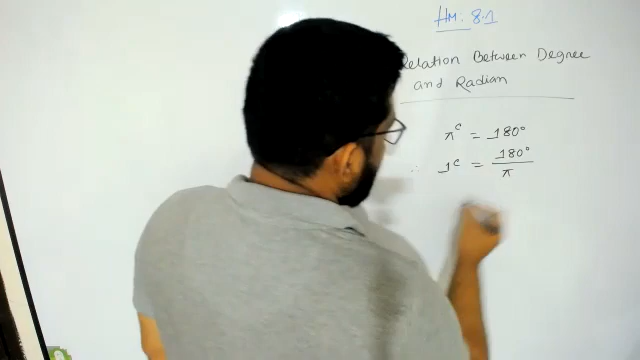 HM. 8.1
Relation Between Degree
and Radian
π^c = 180°
∴ 1^c = 180°/π